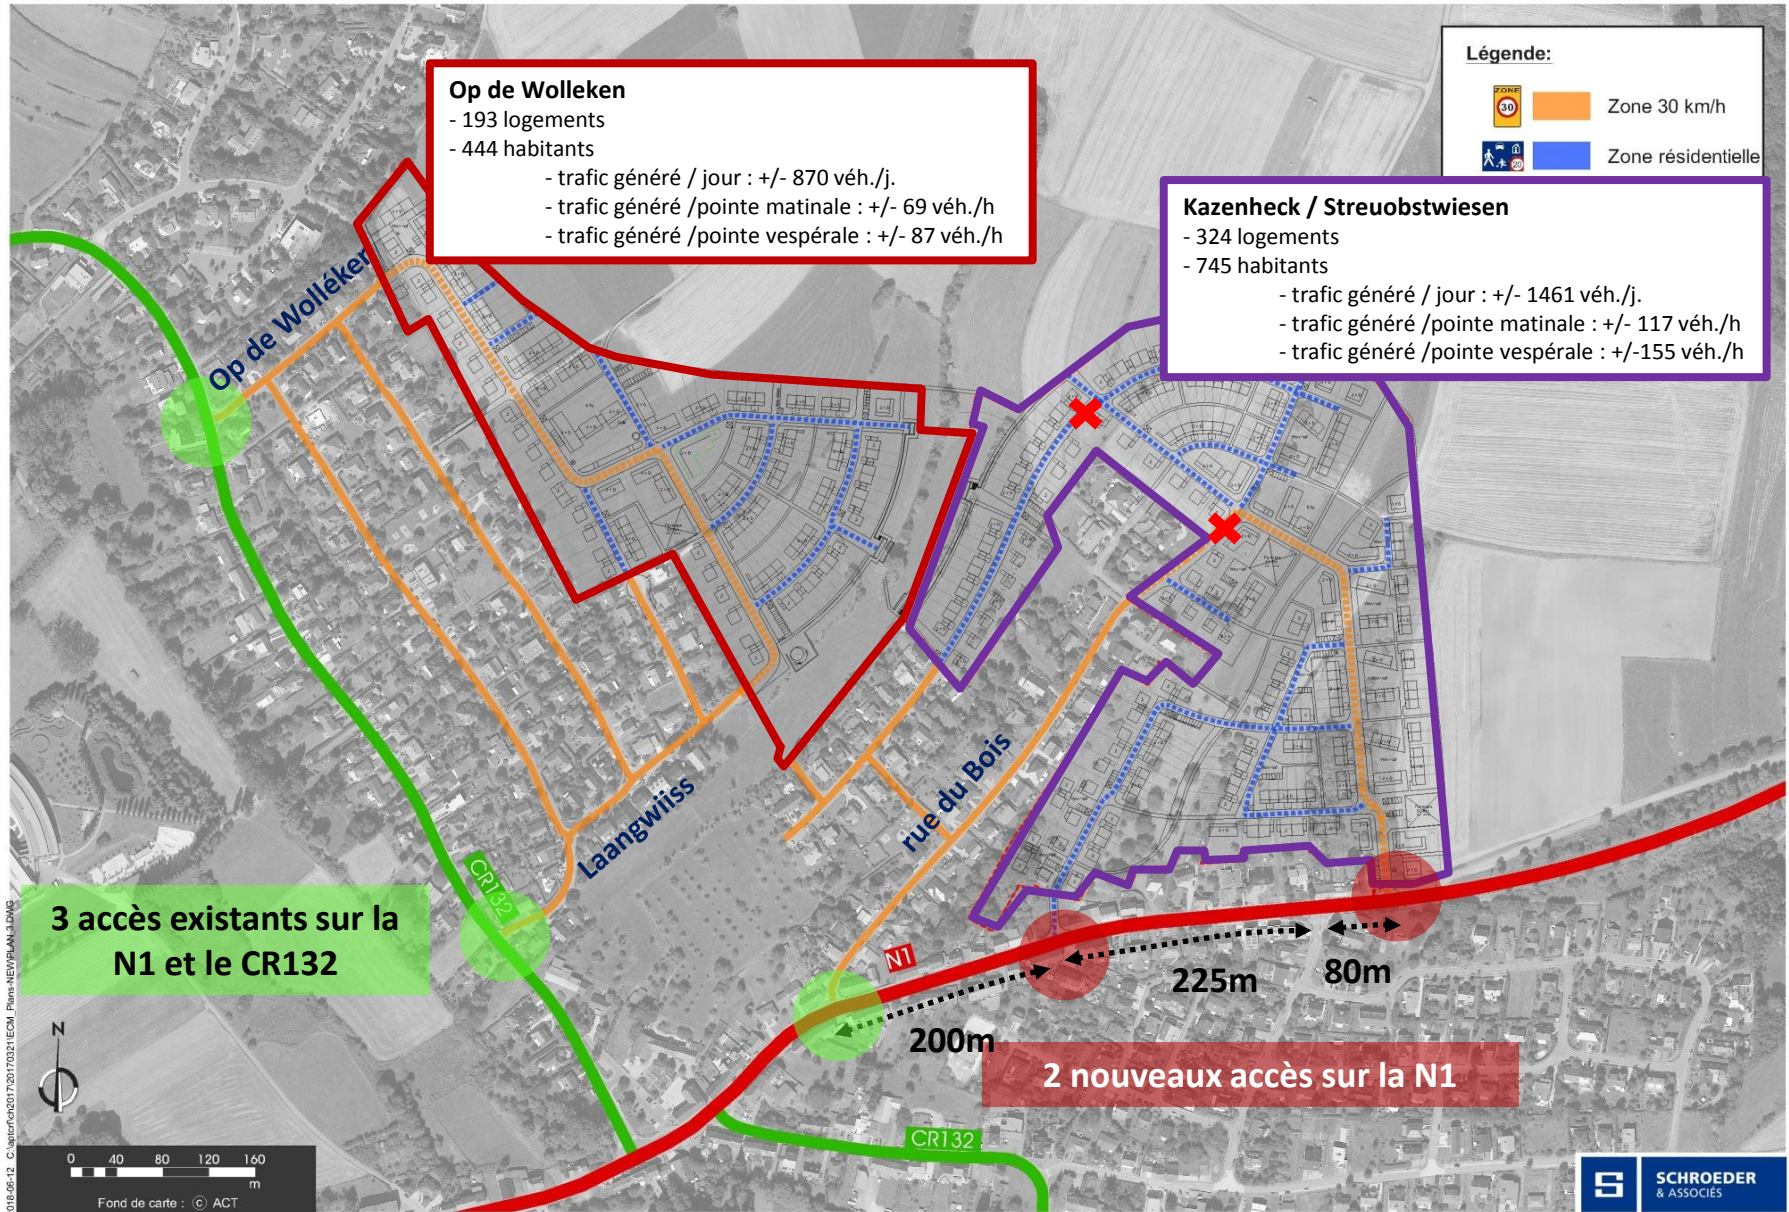 Op de Wolleken
- 193 logements
- 444 habitants
- trafic généré / jour : +/- 870 véh./j.
- trafic généré /pointe matinale : +/- 69 véh./h
- trafic généré /pointe vespérale : +/- 87 véh./h
Légende:
ZONE
30
Zone 30 km/h
20
Zone résidentielle
Kazenheck / Streuobstwiesen
- 324 logements
- 745 habitants
- trafic généré / jour : +/- 1461 véh./j.
- trafic généré /pointe matinale : +/- 117 véh./h
- trafic généré /pointe vespérale : +/-155 véh./h
Op de Wolléker
Laangwiiss
rue du Bois
CR132
N1
3 accès existants sur la
N1 et le CR132
200m
225m
80m
2 nouveaux accès sur la N1
CR132
N
0 40 80 120 160
m
Fond de carte : © ACT
SCHROEDER
& ASSOCIÉS